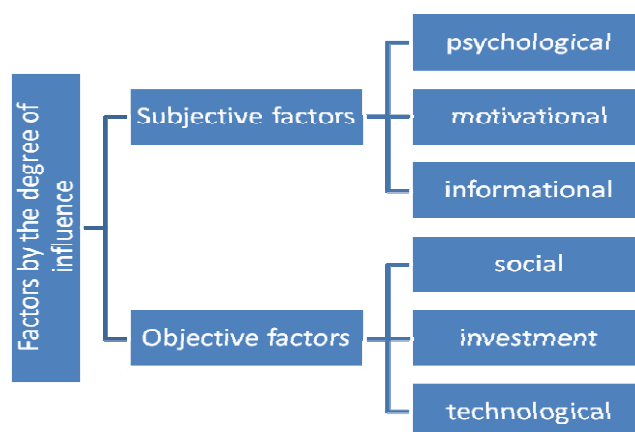 Factors by the degree of
influence
Subjective factors
psychological
motivational
informational
Objective factors
social
investment
technological